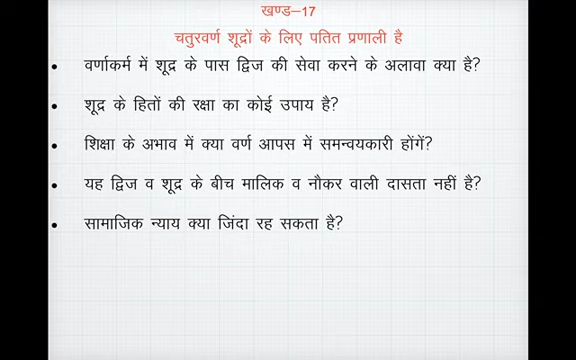 खण्ड–17
चतुरवर्ण शूद्रों के लिए पतित प्रणाली है
• वर्णाकर्म में शूद्र के पास द्विज की सेवा करने के अलावा क्या है?
• शूद्र के हितों की रक्षा का कोई उपाय है?
• शिक्षा के अभाव में क्या वर्ण आपस में समन्वयकारी होंगें?
• यह द्विज व शूद्र के बीच मालिक व नौकर वाली दासता नहीं है?
• सामाजिक न्याय क्या जिंदा रह सकता है?